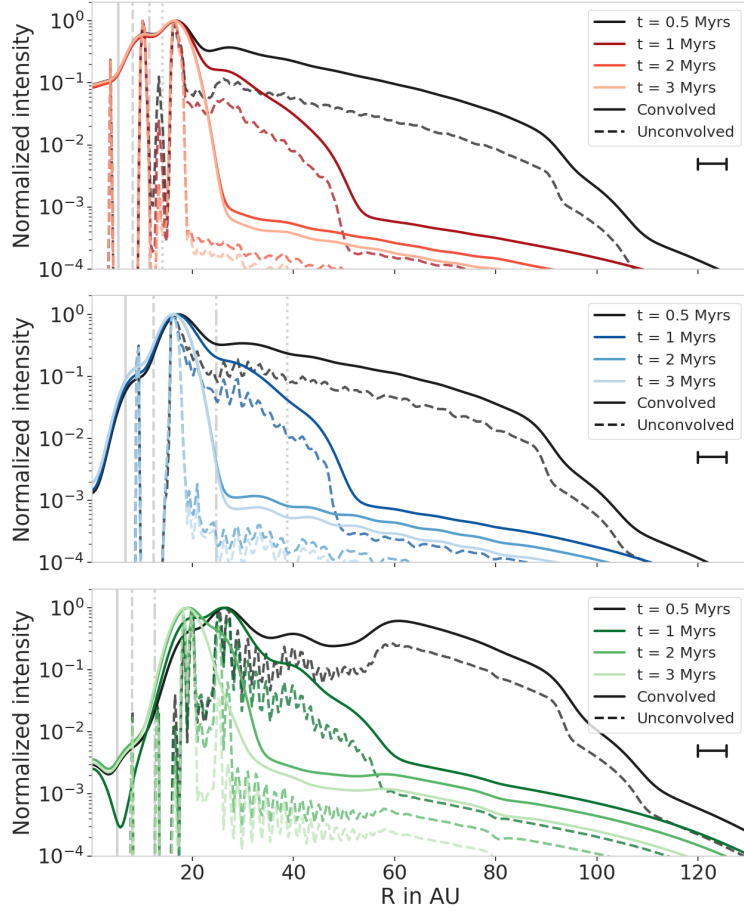 Normalized intensity
10⁰
10⁻¹
10⁻²
10⁻³
10⁻⁴
t = 0.5 Myrs
t = 1 Myrs
t = 2 Myrs
t = 3 Myrs
Convolved
Unconvolved
Normalized intensity
10⁰
10⁻¹
10⁻²
10⁻³
10⁻⁴
t = 0.5 Myrs
t = 1 Myrs
t = 2 Myrs
t = 3 Myrs
Convolved
Unconvolved
Normalized intensity
10⁰
10⁻¹
10⁻²
10⁻³
10⁻⁴
t = 0.5 Myrs
t = 1 Myrs
t = 2 Myrs
t = 3 Myrs
Convolved
Unconvolved
20 40 60 80 100 120
R in AU